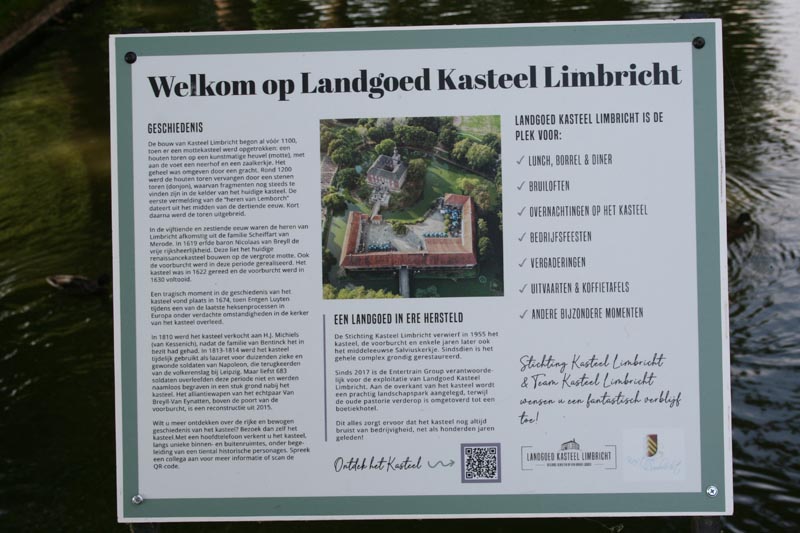 Welkom op Landgoed Kasteel Limbricht
GESCHIEDENIS
De bouw van Kasteel Limbricht begon al vóór 1100,
toen er een mottekasteel werd opgetrokken: een
houten toren op een kunstmatige heuvel (motte), met
aan de voet een neerhof en een zaalkerkje. Het
geheel was omgeven door een gracht. Rond 1200
werd de houten toren vervangen door een stenen
toren (donjon), waarvan fragmenten nog steeds te
vinden zijn in de kelder van het huidige kasteel. De
eerste vermelding van de "heren van Lemborch"
dateert uit het midden van de dertiende eeuw. Kort
daarna werd de toren uitgebreid.
In de vijftiende en zestiende eeuw waren de heren van
Limbricht afkomstig uit de familie Scheiffart van
Merode. In 1619 erfde baron Nicolaas van Breyll de
vrije rijksheerlijkheid. Deze liet het huidige
renaissancekasteel bouwen op de vergrote motte. Ook
de voorburcht werd in deze periode gerealiseerd. Het
kasteel was in 1622 gereed en de voorburcht werd in
1630 voltooid.
Een tragisch moment in de geschiedenis van het
kasteel vond plaats in 1674, toen Entgen Luyten
tijdens een van de laatste heksenprocessen in
Europa onder verdachte omstandigheden in de kerker
van het kasteel overleed.
In 1810 werd het kasteel verkocht aan H.J. Michiels
(van Kessenich), nadat de familie van Bentinck het in
bezit had gehad. In 1813-1814 werd het kasteel
tijdelijk gebruikt als lazaret voor duizenden zieke en
gewonde soldaten van Napoleon, die terugkeerden
van de volkerenslag bij Leipzig. Maar liefst 683
soldaten overleefden deze periode niet en werden
naamloos begraven in een stuk grond nabij het
kasteel. Het alliantiewapen van het echtpaar Van
Breyll-Van Eynatten, boven de poort van de
voorburcht, is een reconstructie uit 2015.
Wilt u meer ontdekken over de rijke en bewogen
geschiedenis van het kasteel? Bezoek dan zelf het
kasteel.Met een hoofdtelefoon verkent u het kasteel,
langs unieke binnen- en buitenruimtes, onder bege-
leiding van een tiental historische personages. Spreek
een collega aan voor meer informatie of scan de
QR-code.
EEN LANDGOED IN ERE HERSTELD
De Stichting Kasteel Limbricht verwierf in 1955 het
kasteel, de voorburcht en enkele jaren later ook
het middeleeuwse Salviuskerkje. Sindsdien is het
gehele complex grondig gerestaureerd.
Sinds 2017 is de Entertrain Group verantwoorde-
lijk voor de exploitatie van Landgoed Kasteel
Limbricht. Aan de overkant van het kasteel wordt
een prachtig landschapspark aangelegd, terwijl
de oude pastorie verderop is omgetoverd tot een
boetiekhotel.
Dit alles zorgt ervoor dat het kasteel nog altijd
bruist van bedrijvigheid, net als honderden jaren
geleden!
Ontdek het Kasteel
LANDGOED KASTEEL LIMBRICHT IS DE
PLEK VOOR:
✓ LUNCH, BORREL & DINER
✓ BRUILOFTEN
✓ OVERNACHTINGEN OP HET KASTEEL
✓ BEDRIJFSFEESTEN
✓ VERGADERINGEN
✓ UITVAARTEN & KOFFIETAFELS
✓ ANDERE BIJZONDERE MOMENTEN
Stichting Kasteel Limbricht
& Team Kasteel Limbricht
wensen u een fantastisch verblijf
toe!
LANDGOED KASTEEL LIMBRICHT